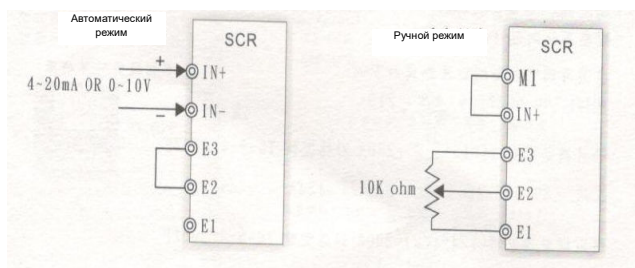 Автоматический
режим
SCR
+
IN+
4~20mA OR 0~10V
−
IN-
E3
E2
E1
Ручной режим
SCR
M1
IN+
E3
10K ohm
E2
E1